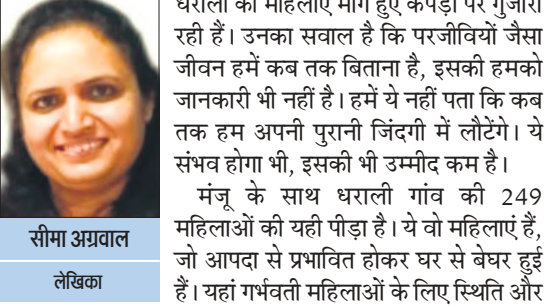 धराली की महिलाएं मांगे हुए कपड़ों पर गुजारा
रही हैं। उनका सवाल है कि परजीवियों जैसा
जीवन हमें कब तक बिताना है, इसकी हमको
जानकारी भी नहीं है। हमें ये नहीं पता कि कब
तक हम अपनी पुरानी जिंदगी में लौटेंगे। ये
संभव होगा भी, इसकी भी उम्मीद कम है।
मंजू के साथ धराली गांव की 249
महिलाओं की यही पीड़ा है। ये वो महिलाएं हैं,
जो आपदा से प्रभावित होकर घर से बेघर हुई
हैं। यहां गर्भवती महिलाओं के लिए स्थिति और
सीमा अग्रवाल
लेखिका